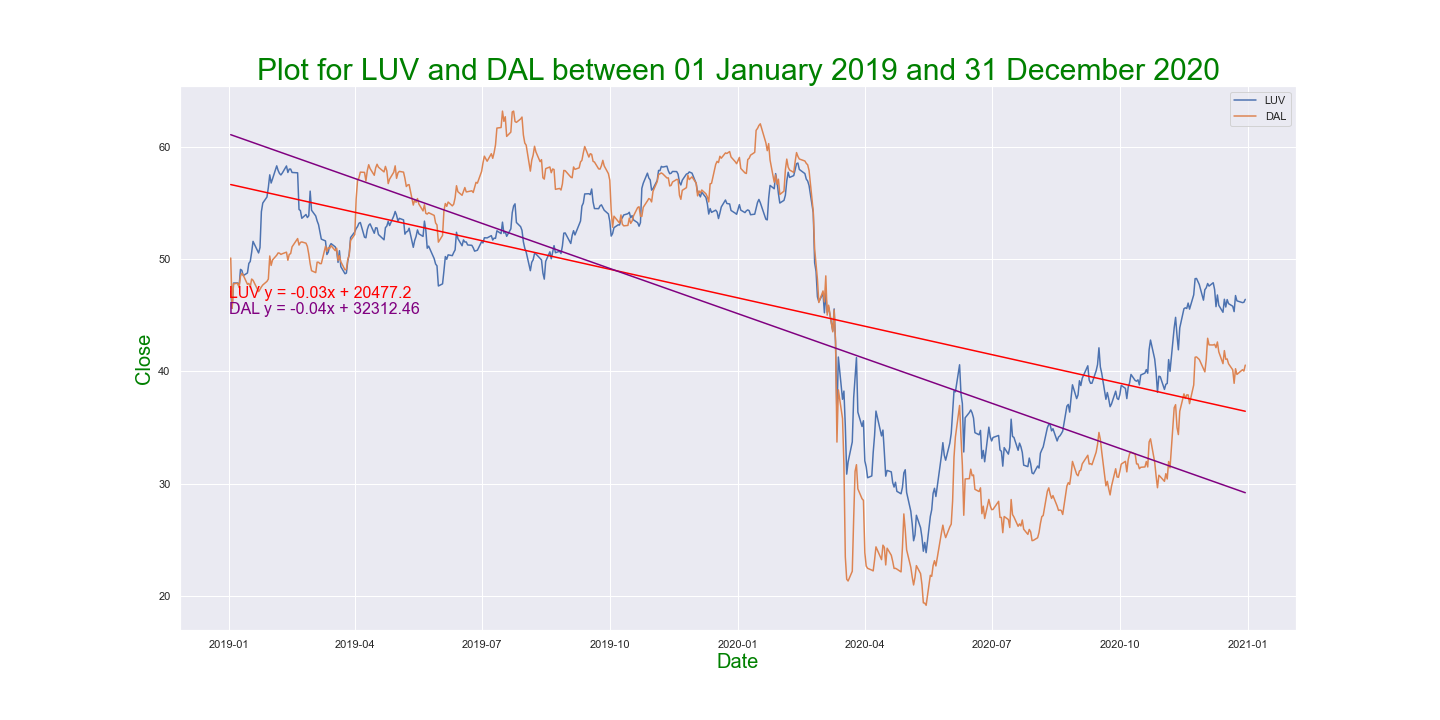 Plot for LUV and DAL between 01 January 2019 and 31 December 2020
LUV
DAL
60
50
40
30
20
Close
LUV y = -0.03x + 20477.2
DAL y = -0.04x + 32312.46
2019-01 2019-04 2019-07 2019-10 2020-01 2020-04 2020-07 2020-10 2021-01
Date